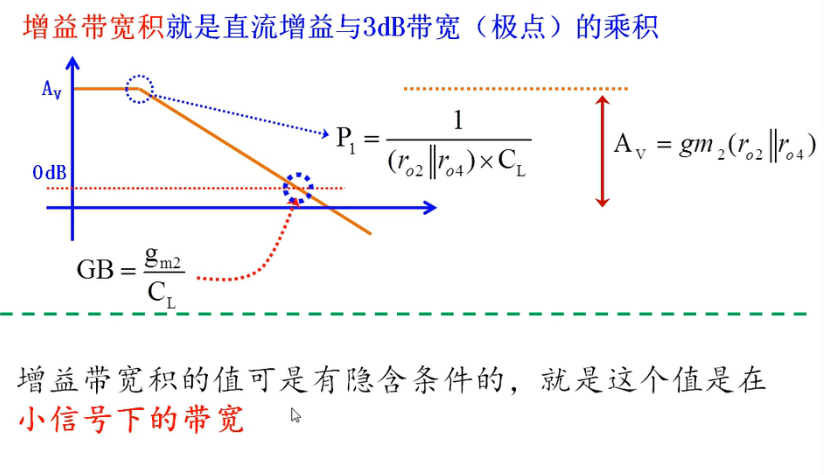 增益带宽积就是直流增益与3dB带宽（极点）的乘积
A_V
P_1 = 1 / ((r_{o2}‖r_{o4})×C_L)
A_V = gm_2(r_{o2}‖r_{o4})
0dB
GB = g_{m2} / C_L
增益带宽积的值可是有隐含条件的，就是这个值是在
小信号下的带宽